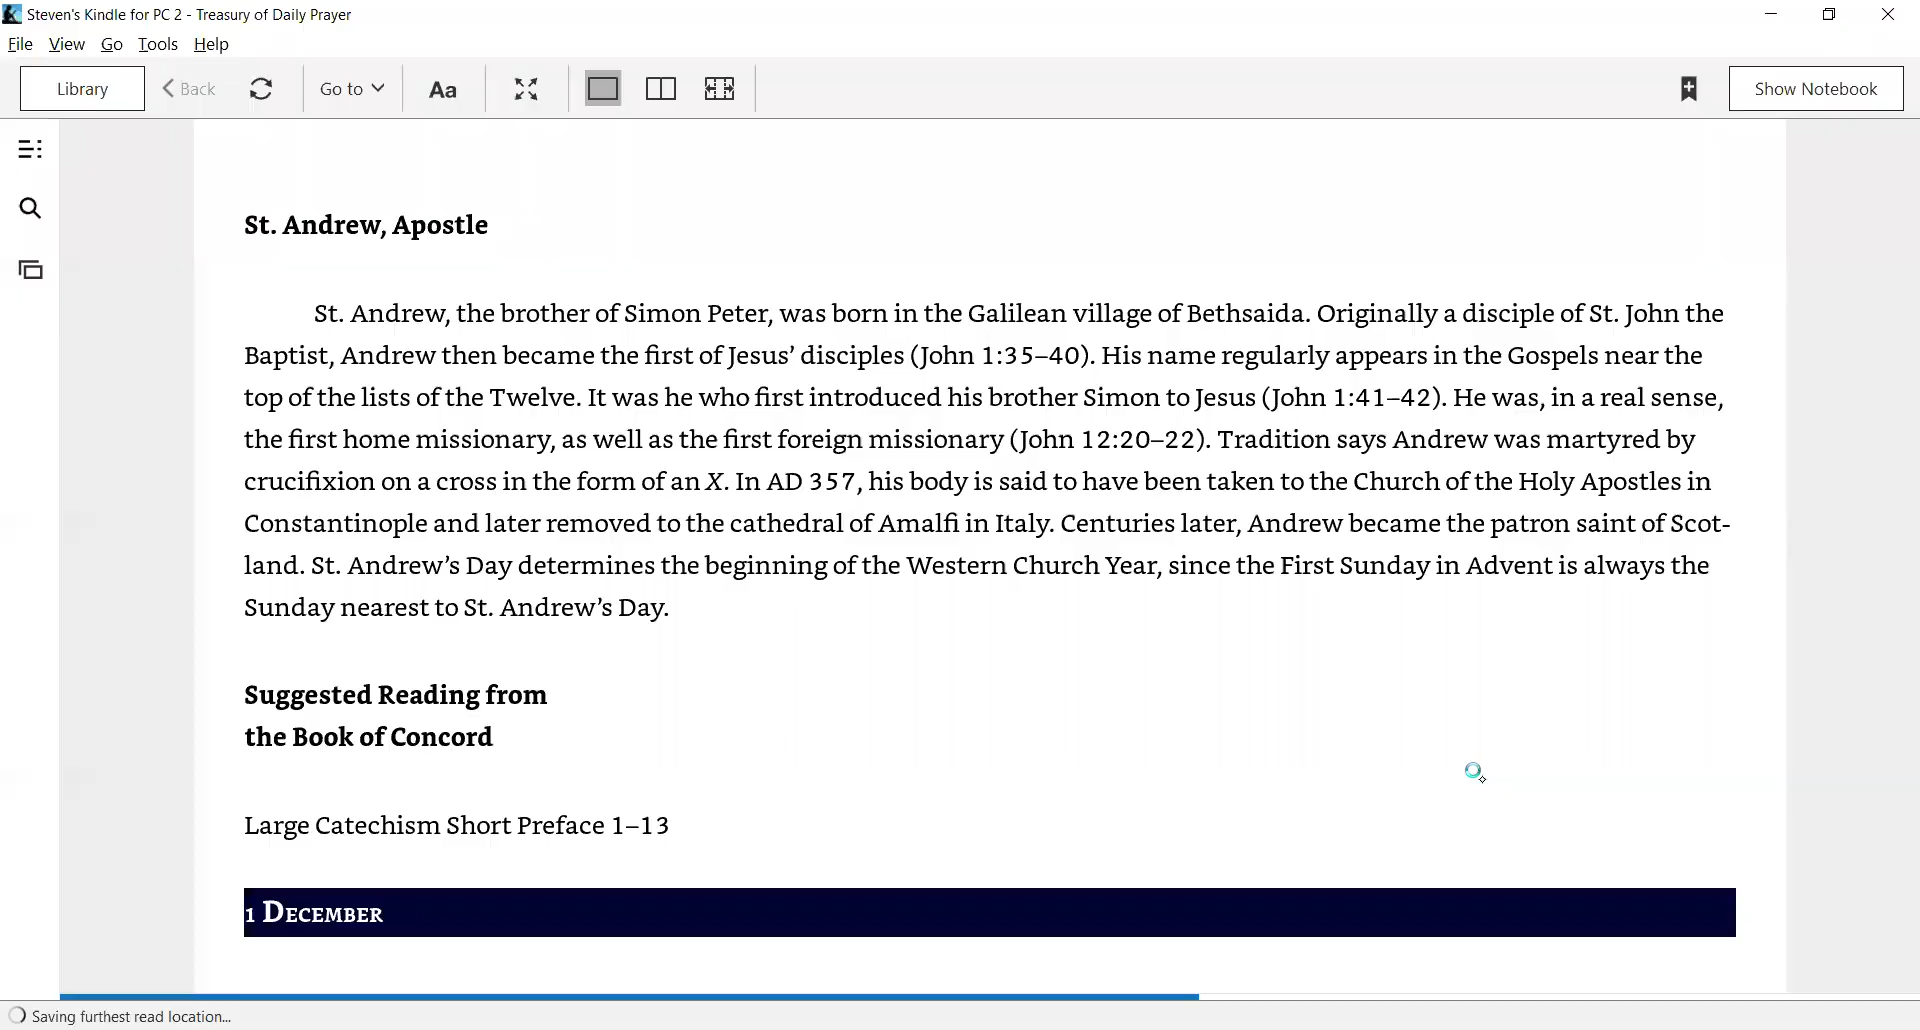 Steven's Kindle for PC 2 - Treasury of Daily Prayer
File View Go Tools Help
Library Back Go to Aa Show Notebook
St. Andrew, Apostle
St. Andrew, the brother of Simon Peter, was born in the Galilean village of Bethsaida. Originally a disciple of St. John the
Baptist, Andrew then became the first of Jesus’ disciples (John 1:35–40). His name regularly appears in the Gospels near the
top of the lists of the Twelve. It was he who first introduced his brother Simon to Jesus (John 1:41–42). He was, in a real sense,
the first home missionary, as well as the first foreign missionary (John 12:20–22). Tradition says Andrew was martyred by
crucifixion on a cross in the form of an X. In AD 357, his body is said to have been taken to the Church of the Holy Apostles in
Constantinople and later removed to the cathedral of Amalfi in Italy. Centuries later, Andrew became the patron saint of Scot-
land. St. Andrew’s Day determines the beginning of the Western Church Year, since the First Sunday in Advent is always the
Sunday nearest to St. Andrew’s Day.
Suggested Reading from
the Book of Concord
Large Catechism Short Preface 1–13
1 December
Saving furthest read location...